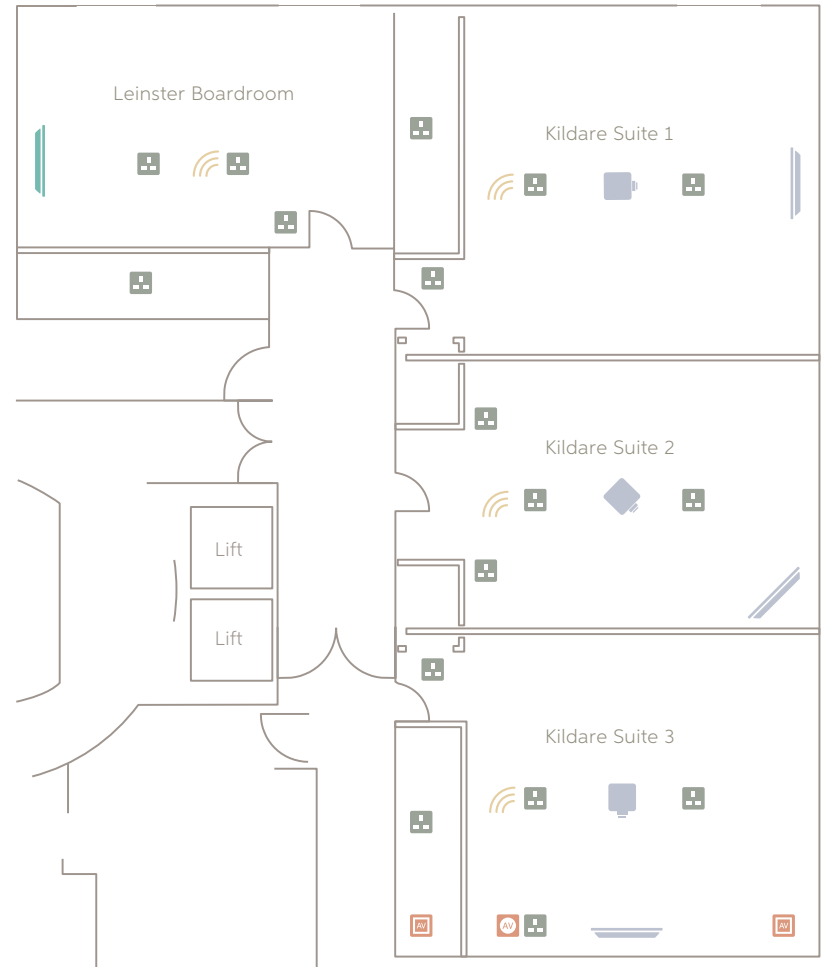 Leinster Boardroom
Kildare Suite 1
Kildare Suite 2
Lift
Lift
Kildare Suite 3
AV
AV
AV